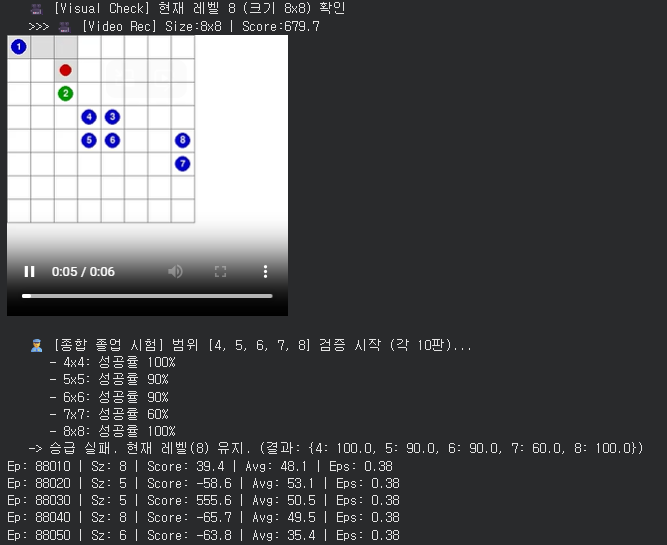 🎥 [Visual Check] 현재 레벨 8 (크기 8x8) 확인
>>> 🎥 [Video Rec] Size:8x8 | Score:679.7
1
2
4 3
5 6 8
7
0:05 / 0:06
👮 [종합 졸업 시험] 범위 [4, 5, 6, 7, 8] 검증 시작 (각 10판)...
- 4x4: 성공률 100%
- 5x5: 성공률 90%
- 6x6: 성공률 90%
- 7x7: 성공률 60%
- 8x8: 성공률 100%
-> 승급 실패. 현재 레벨(8) 유지. (결과: {4: 100.0, 5: 90.0, 6: 90.0, 7: 60.0, 8: 100.0})
Ep: 88010 | Sz: 8 | Score: 39.4 | Avg: 48.1 | Eps: 0.38
Ep: 88020 | Sz: 5 | Score: -58.6 | Avg: 53.1 | Eps: 0.38
Ep: 88030 | Sz: 5 | Score: 555.6 | Avg: 50.5 | Eps: 0.38
Ep: 88040 | Sz: 8 | Score: -65.7 | Avg: 49.5 | Eps: 0.38
Ep: 88050 | Sz: 6 | Score: -63.8 | Avg: 35.4 | Eps: 0.38